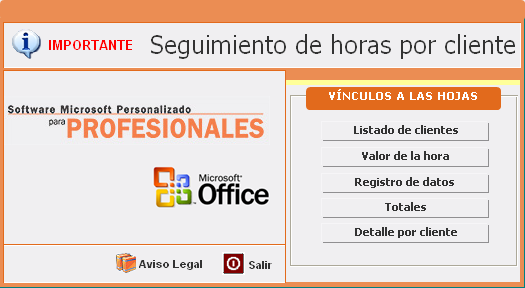 IMPORTANTE Seguimiento de horas por cliente
Software Microsoft Personalizado
para PROFESIONALES
Microsoft®
Office
Aviso Legal
Salir
VÍNCULOS A LAS HOJAS
Listado de clientes
Valor de la hora
Registro de datos
Totales
Detalle por cliente